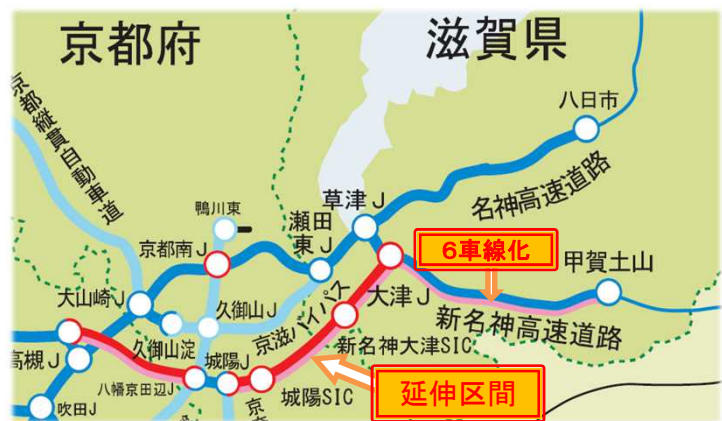 京都府
滋賀県
京都縦貫自動車道
八日市
鴨川東
瀬田
東J
草津J
名神高速道路
京都南J
6車線化
甲賀土山
大山崎J
久御山J
京滋バイパス
大津J
新名神高速道路
高槻J
久御山淀
城陽J
新名神大津SIC
八幡京田辺J
城陽SIC
延伸区間
吹田J
京